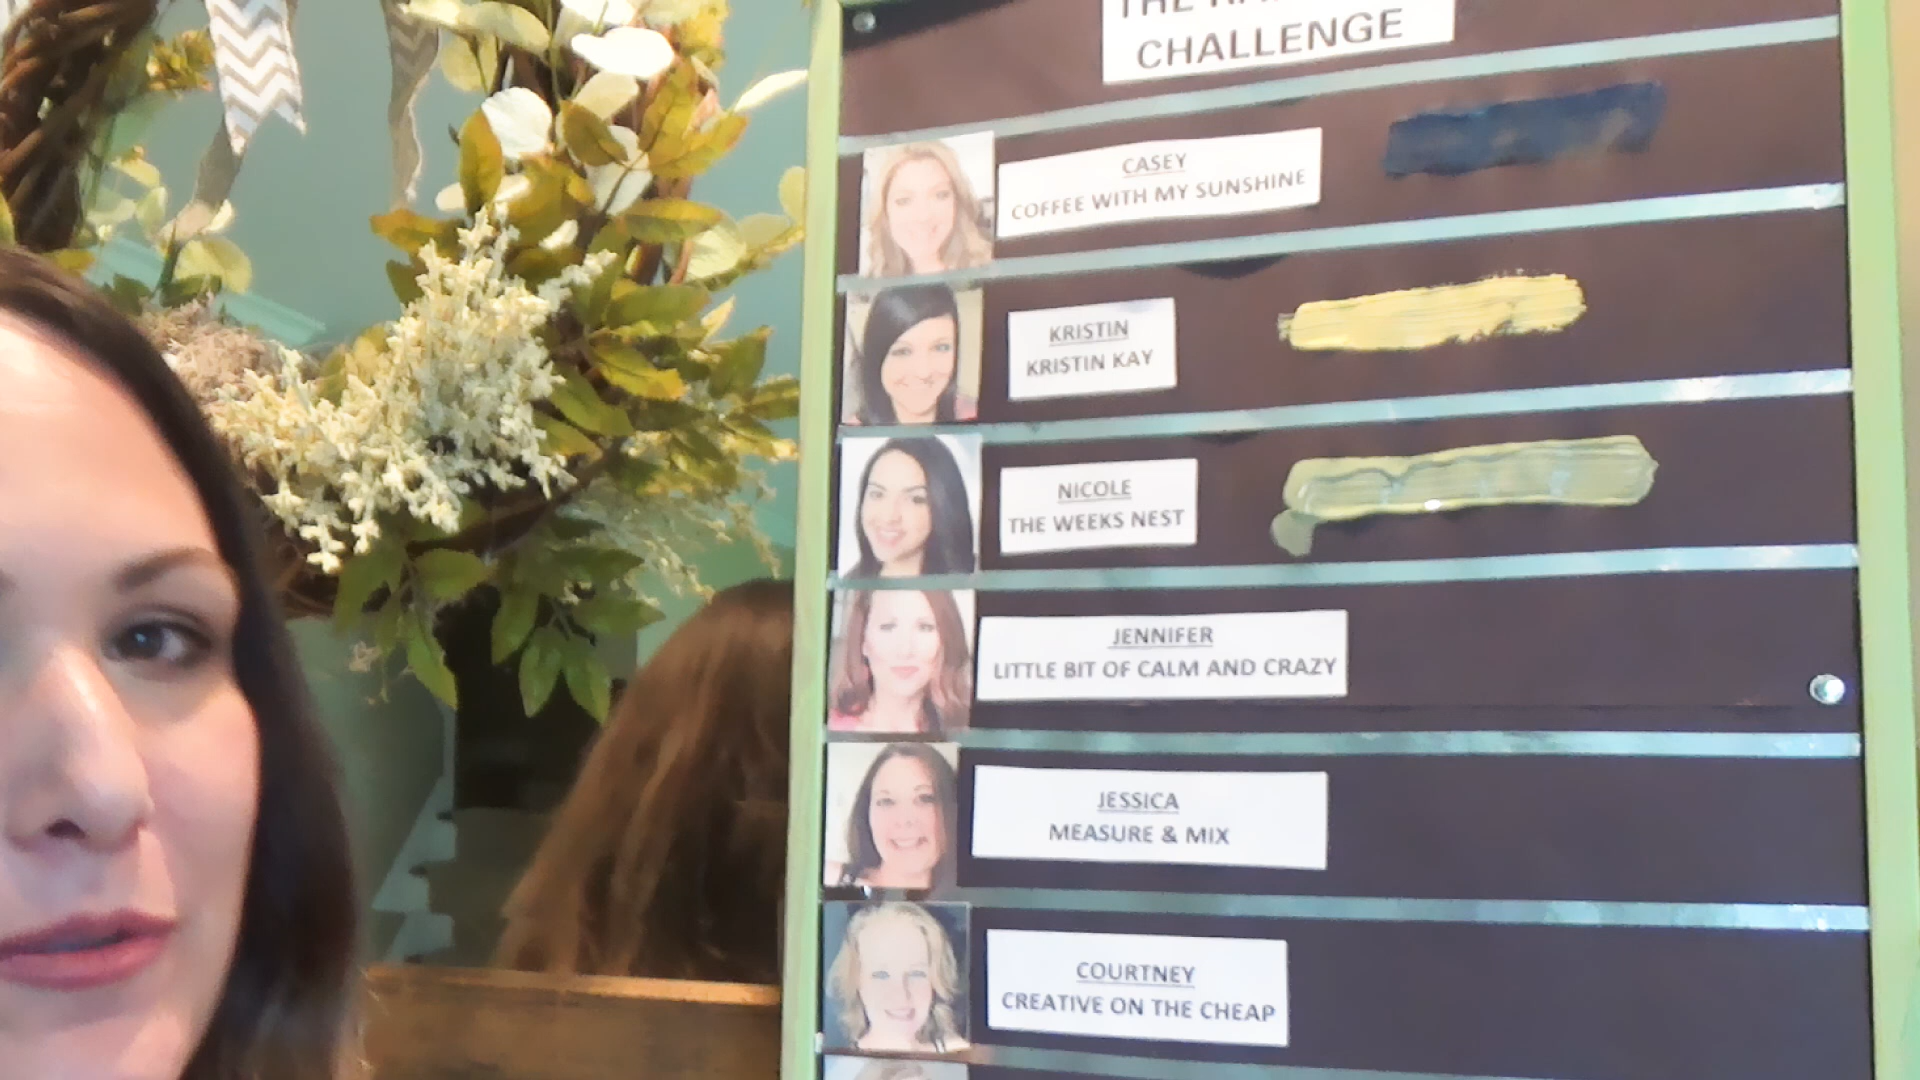 THE
CHALLENGE
CASEY
COFFEE WITH MY SUNSHINE
KRISTIN
KRISTIN KAY
NICOLE
THE WEEKS NEST
JENNIFER
LITTLE BIT OF CALM AND CRAZY
JESSICA
MEASURE & MIX
COURTNEY
CREATIVE ON THE CHEAP